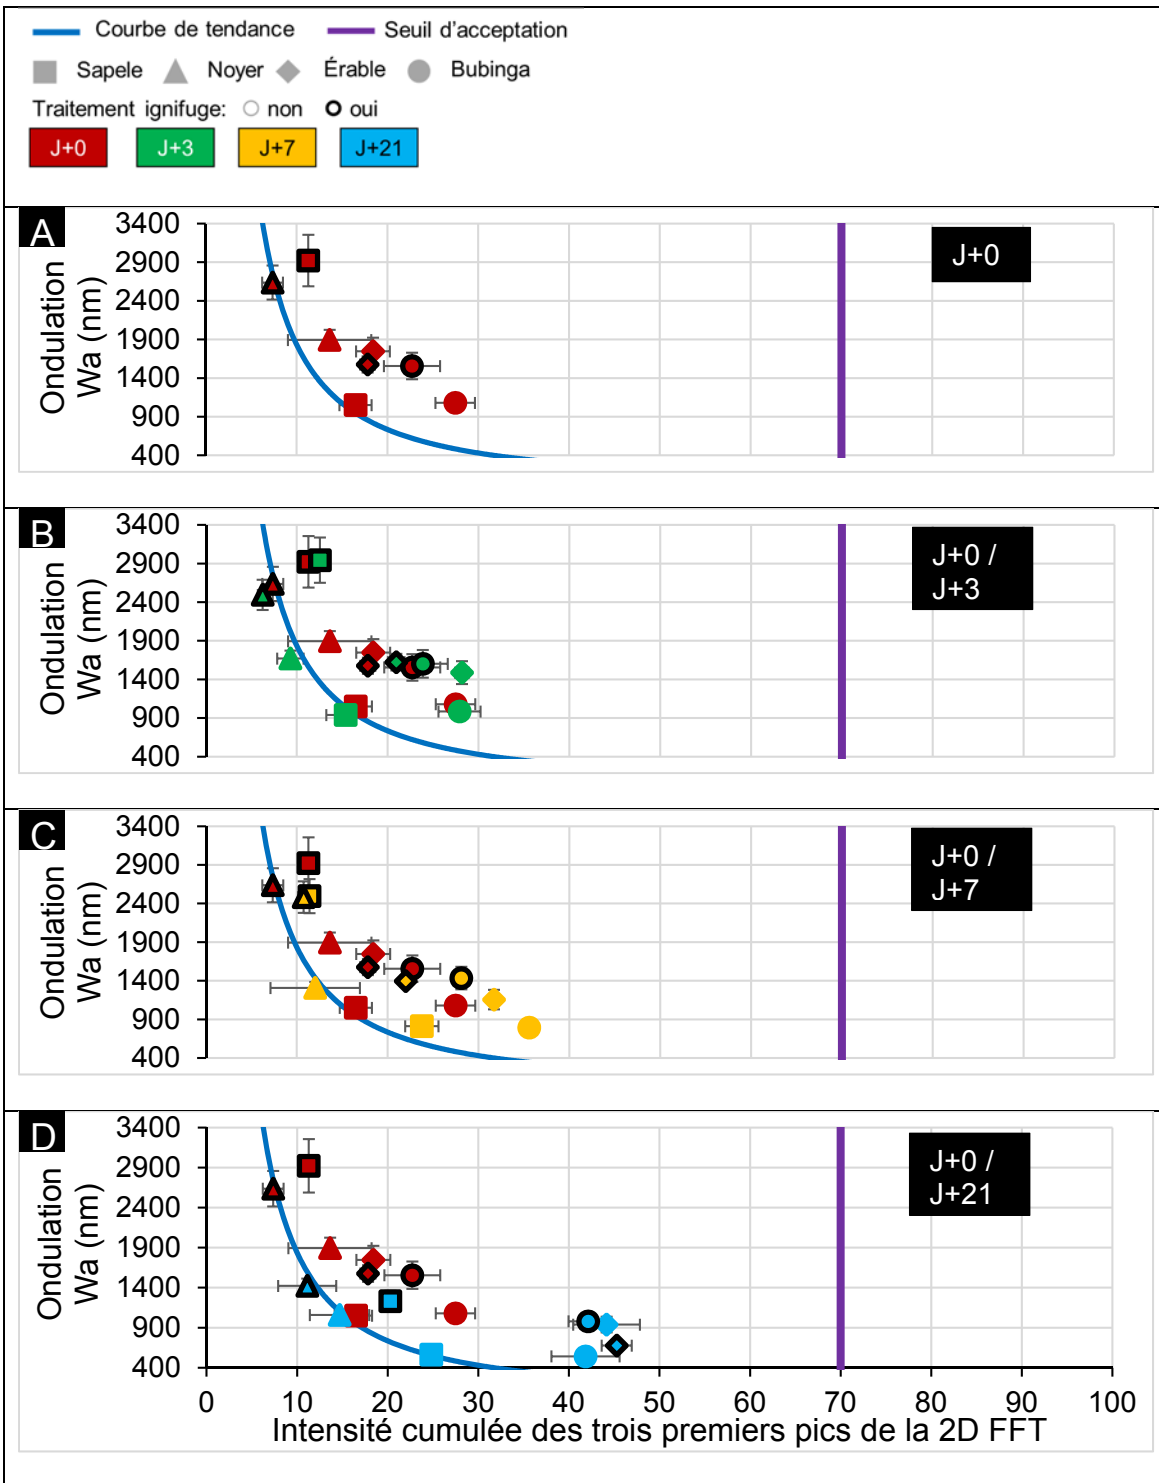 Courbe de tendance Seuil d'acceptation
Sapele Noyer Érable Bubinga
Traitement ignifuge: non oui
J+0 J+3 J+7 J+21
A
3400
2900
2400
1900
1400
900
400
Ondulation
Wa (nm)
J+0
B
3400
2900
2400
1900
1400
900
400
Ondulation
Wa (nm)
J+0 /
J+3
C
3400
2900
2400
1900
1400
900
400
Ondulation
Wa (nm)
J+0 /
J+7
D
3400
2900
2400
1900
1400
900
400
Ondulation
Wa (nm)
J+0 /
J+21
0 10 20 30 40 50 60 70 80 90 100
Intensité cumulée des trois premiers pics de la 2D FFT